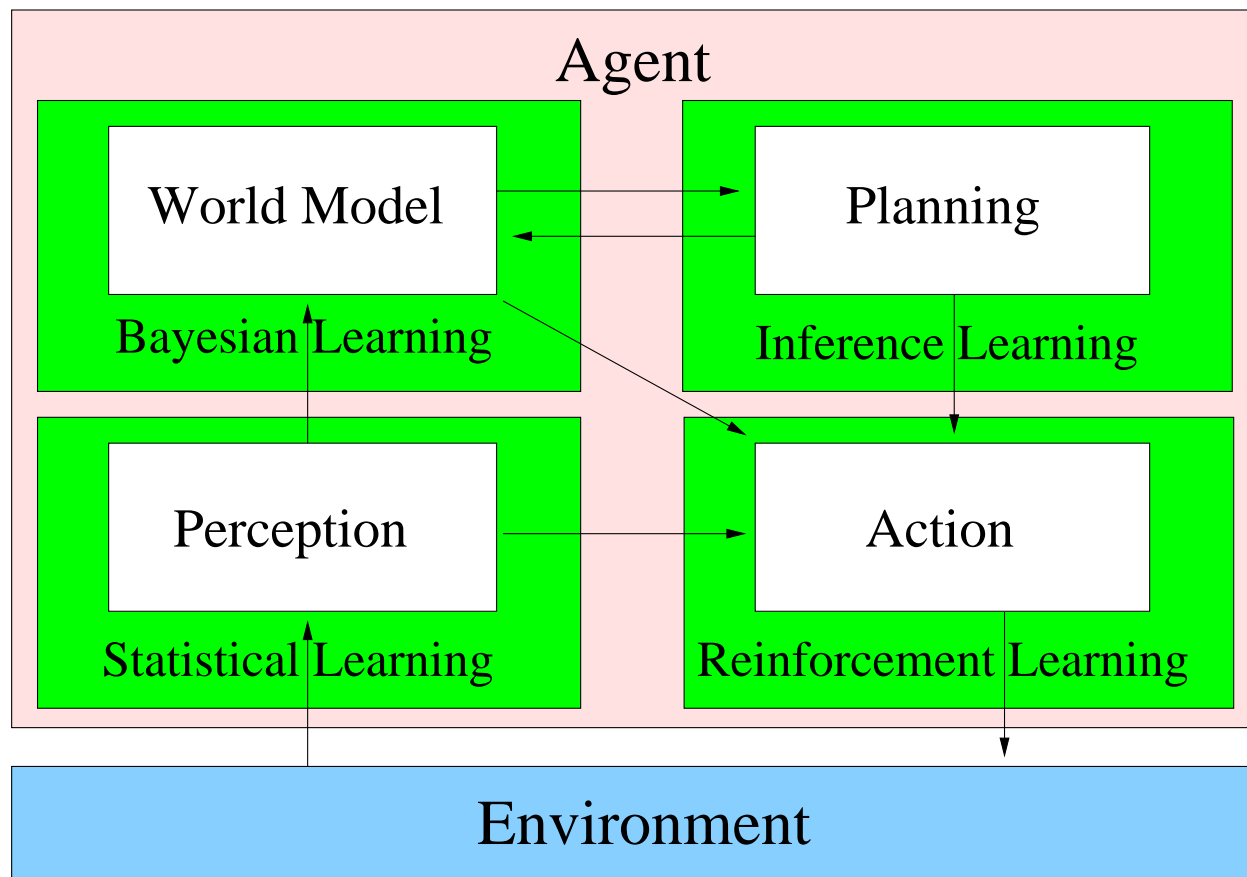 Agent
World Model
Planning
Bayesian Learning
Inference Learning
Perception
Action
Statistical Learning
Reinforcement Learning
Environment